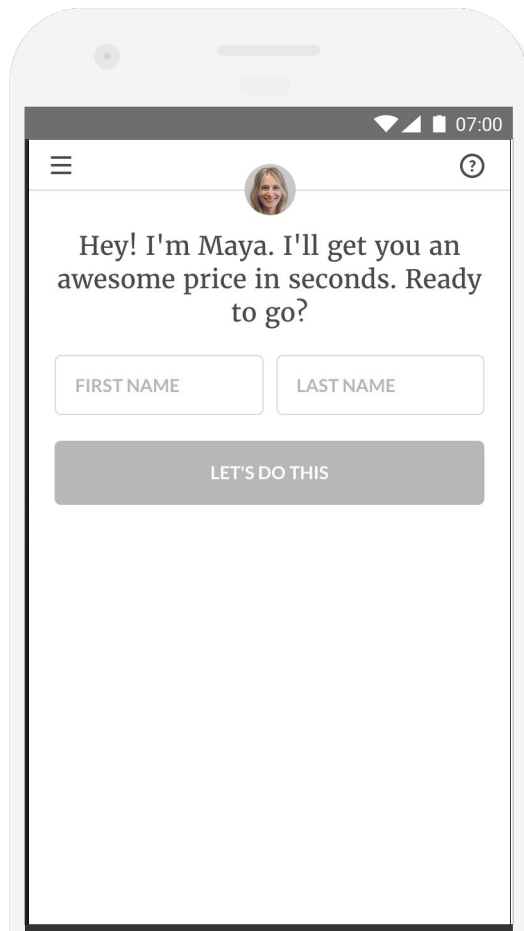 07:00
?
Hey! I'm Maya. I'll get you an
awesome price in seconds. Ready
to go?
FIRST NAME
LAST NAME
LET'S DO THIS